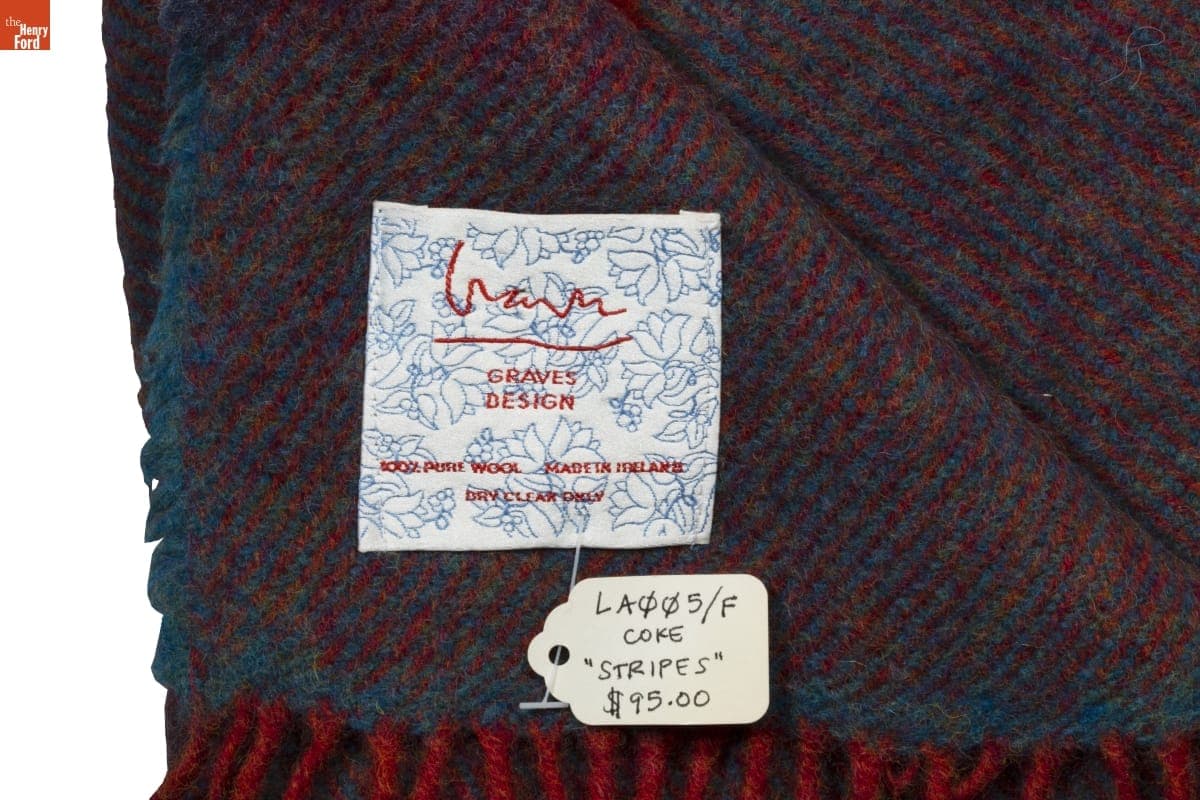 the
Henry
Ford
Graves
GRAVES
DESIGN
100% PURE WOOL MADE IN IRELAND
DRY CLEAN ONLY
LA005/F
COKE
"STRIPES"
$95.00